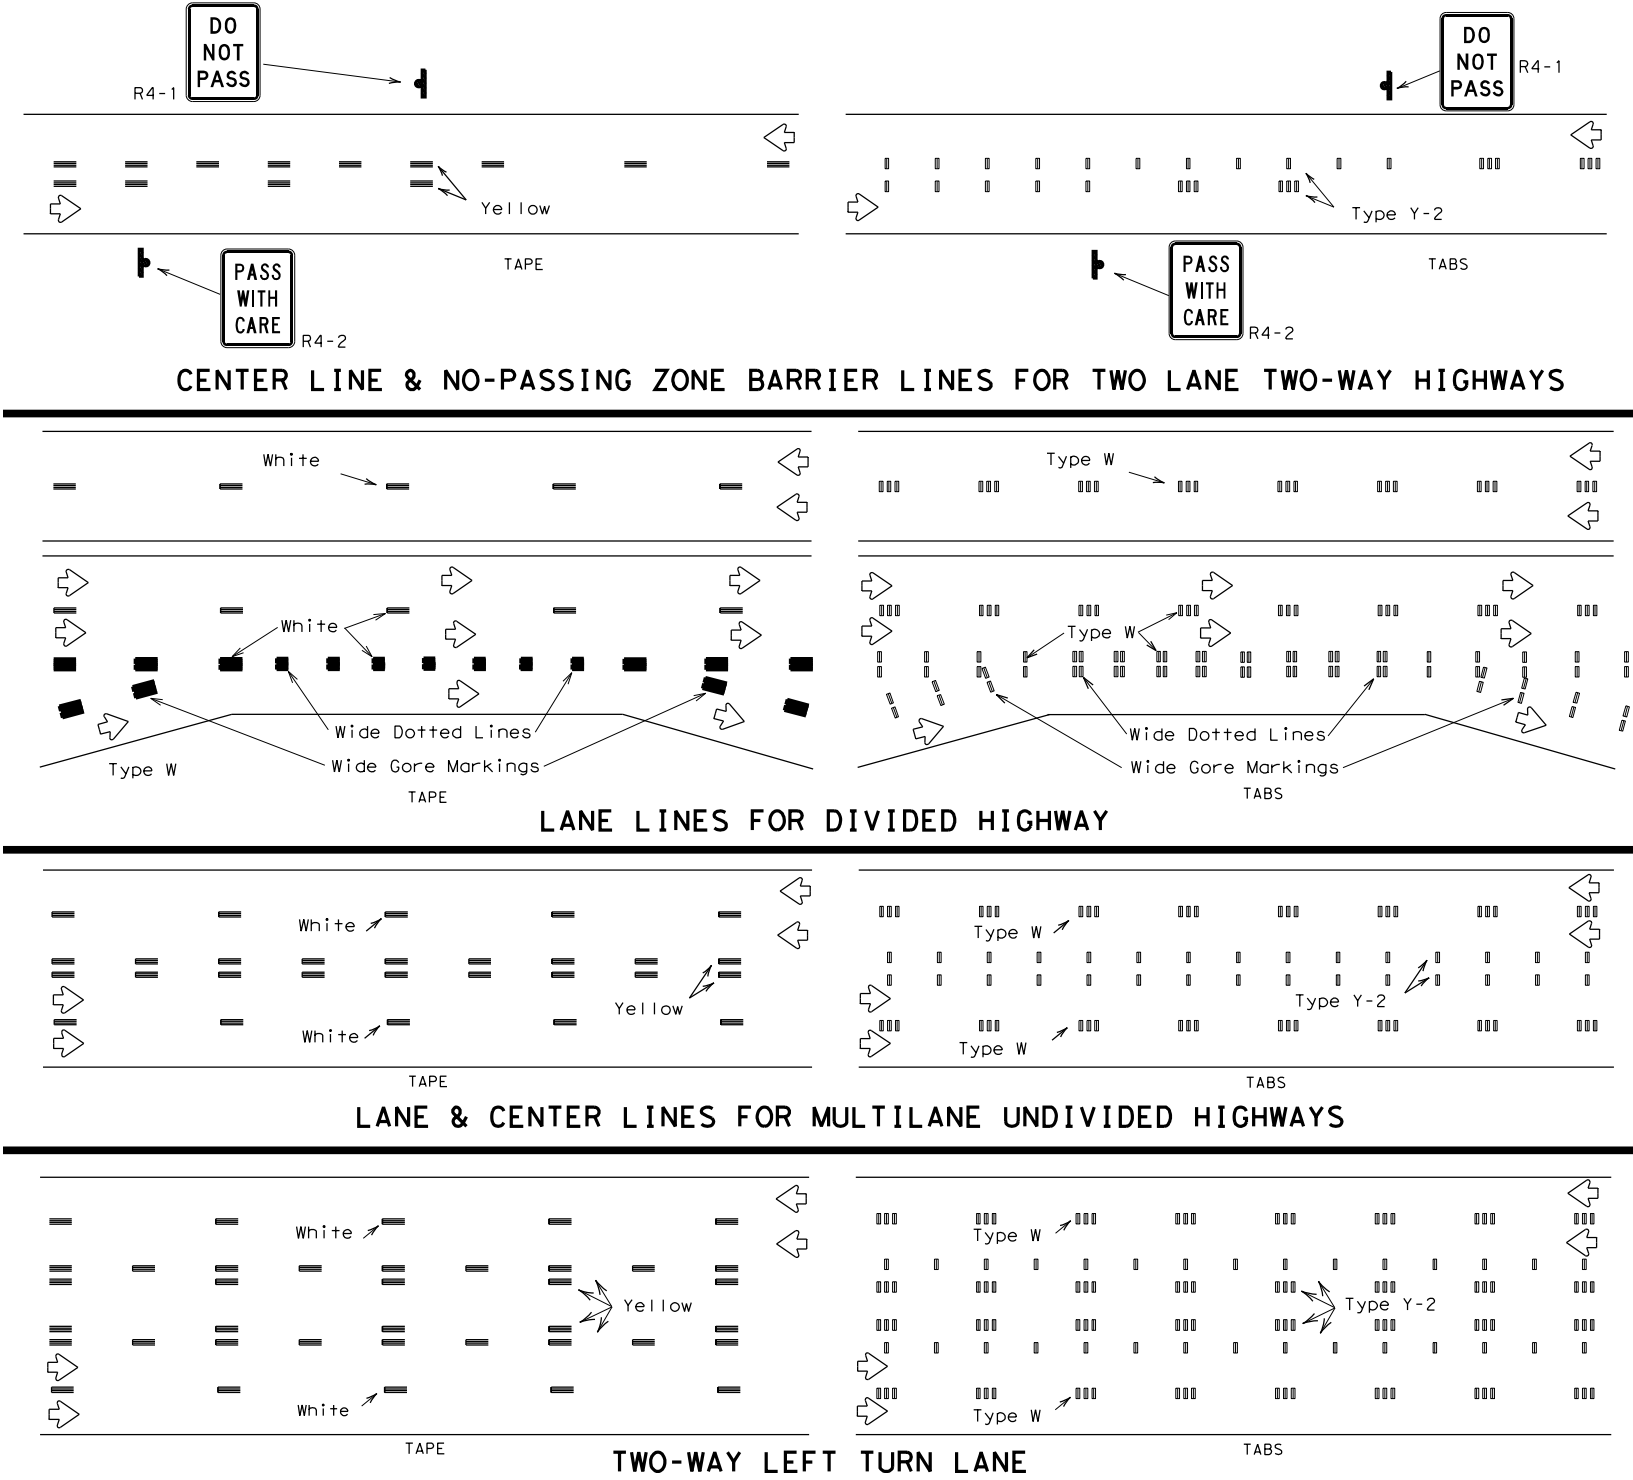 DO
NOT
PASS
R4-1
DO
NOT
PASS
R4-1
Yellow
Type Y-2
PASS
WITH
CARE
R4-2
TAPE
PASS
WITH
CARE
R4-2
TABS
CENTER LINE & NO-PASSING ZONE BARRIER LINES FOR TWO LANE TWO-WAY HIGHWAYS
White
Type W
White
Type W
Wide Dotted Lines
Wide Gore Markings
Type W
TAPE
Wide Dotted Lines
Wide Gore Markings
TABS
LANE LINES FOR DIVIDED HIGHWAY
White
Type W
Yellow
Type Y-2
White
Type W
TAPE
TABS
LANE & CENTER LINES FOR MULTILANE UNDIVIDED HIGHWAYS
White
Type W
Yellow
Type Y-2
White
Type W
TAPE
TABS
TWO-WAY LEFT TURN LANE